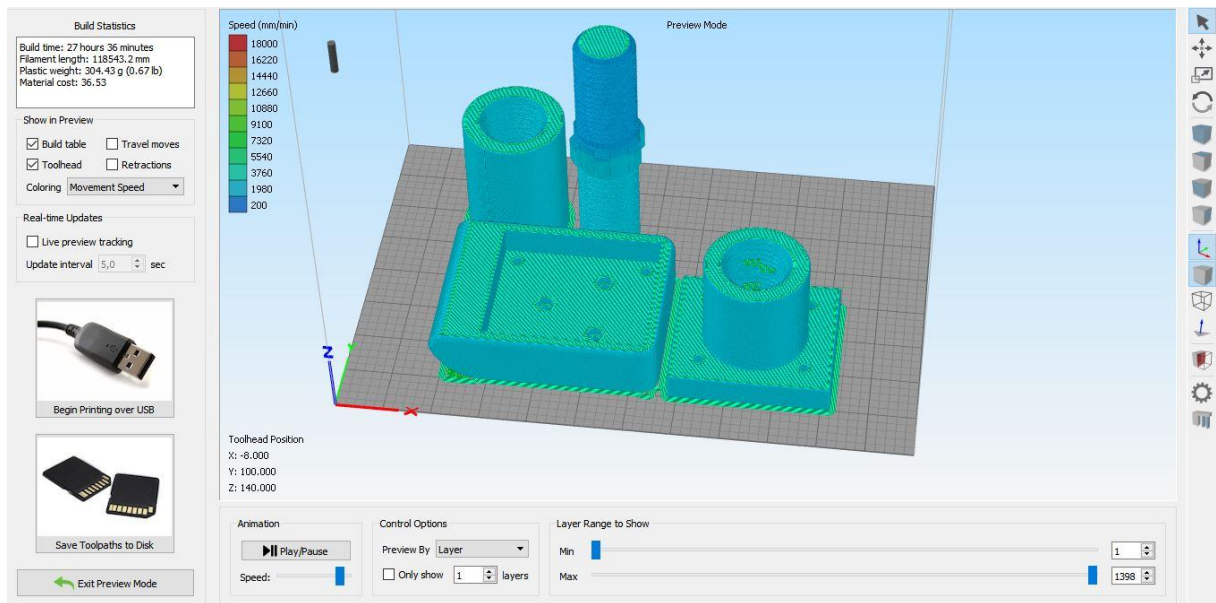 Build Statistics
Build time: 27 hours 36 minutes
Filament length: 118543.2 mm
Plastic weight: 304.43 g (0.67 lb)
Material cost: 36.53
Show in Preview
Build table
Travel moves
Toolhead
Retractions
Coloring
Movement Speed
Real-time Updates
Live preview tracking
Update interval
5,0
sec
Begin Printing over USB
Save Toolpaths to Disk
Exit Preview Mode
Speed (mm/min)
18000
16220
14440
12660
10880
9100
7320
5540
3760
1980
200
Preview Mode
Z
X
Toolhead Position
X: -8.000
Y: 100.000
Z: 140.000
Animation
Play/Pause
Speed:
Control Options
Preview By
Layer
Only show
1
layers
Layer Range to Show
Min
1
Max
1398